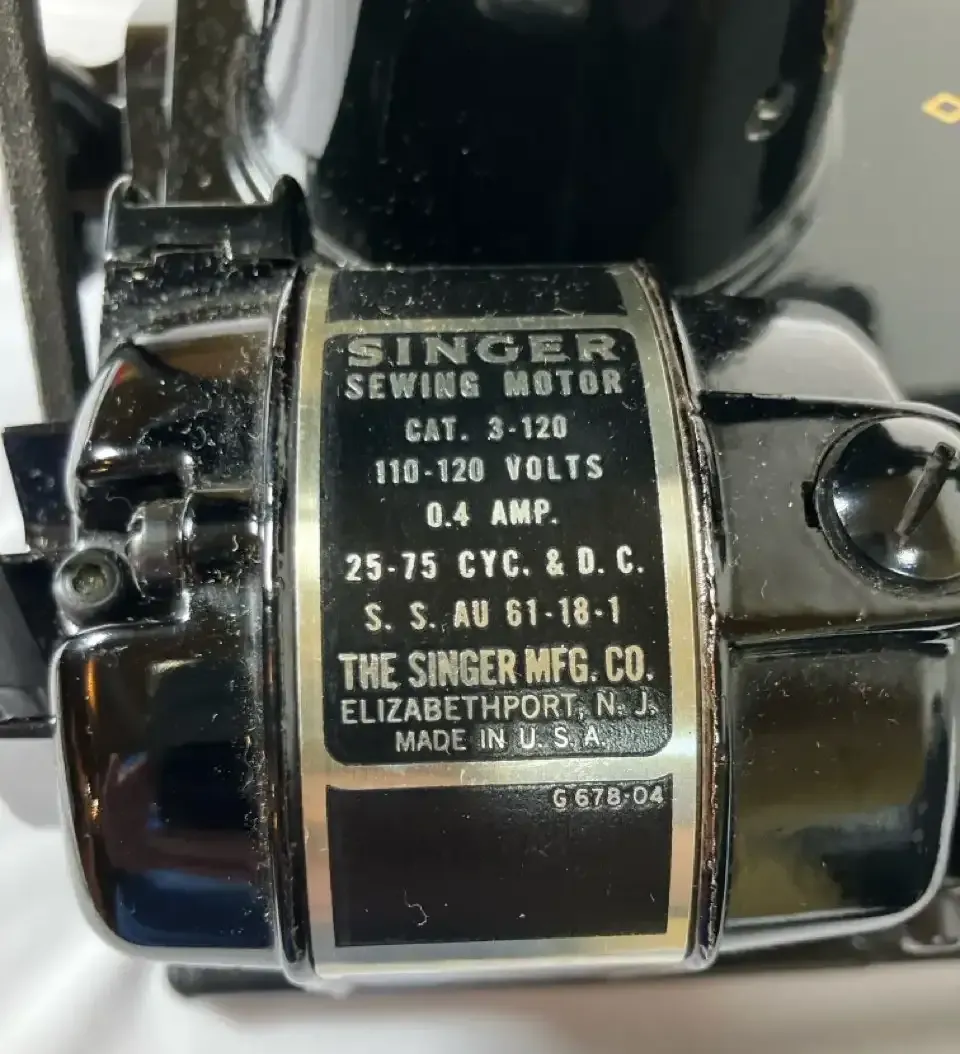 SINGER
SEWING MOTOR
CAT. 3-120
110-120 VOLTS
0.4 AMP.
25-75 CYC. & D. C.
S. S. AU 61-18-1
THE SINGER MFG. CO.
ELIZABETHPORT, N. J.
MADE IN U. S. A.
G 678-04